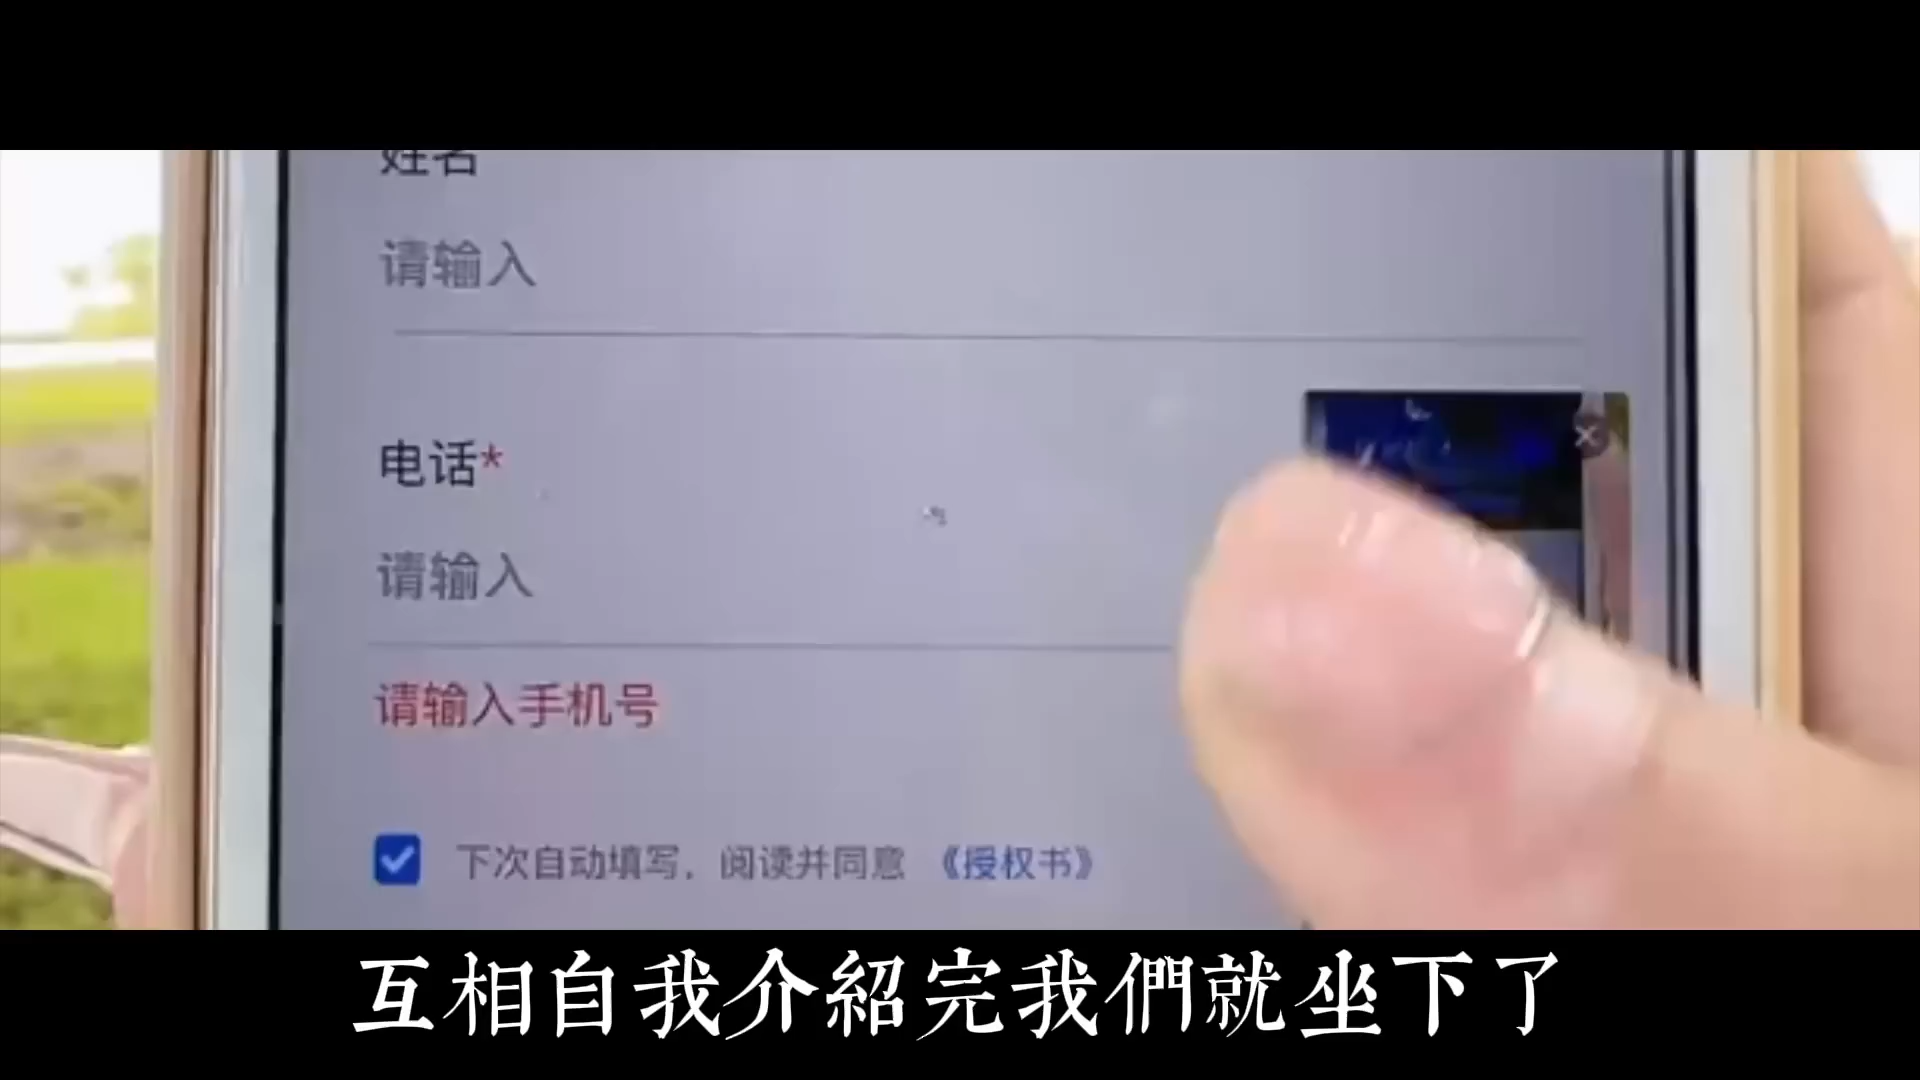 姓名
请输入
电话*
请输入
请输入手机号
下次自动填写，阅读并同意 《授权书》
互相自我介紹完我們就坐下了